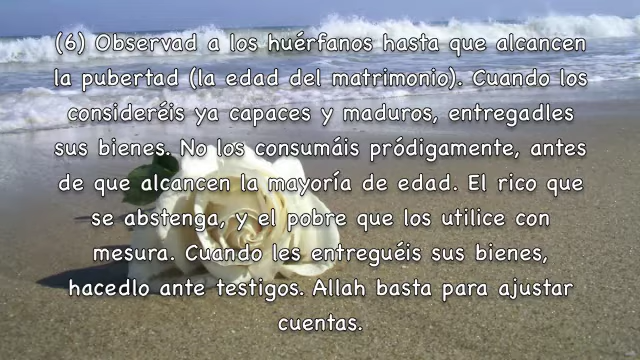 (6) Observad a los huérfanos hasta que alcancen
la pubertad (la edad del matrimonio). Cuando los
consideréis ya capaces y maduros, entregadles
sus bienes. No los consumáis pródigamente, antes
de que alcancen la mayoría de edad. El rico que
se abstenga, y el pobre que los utilice con
mesura. Cuando les entreguéis sus bienes,
hacedlo ante testigos. Allah basta para ajustar
cuentas.